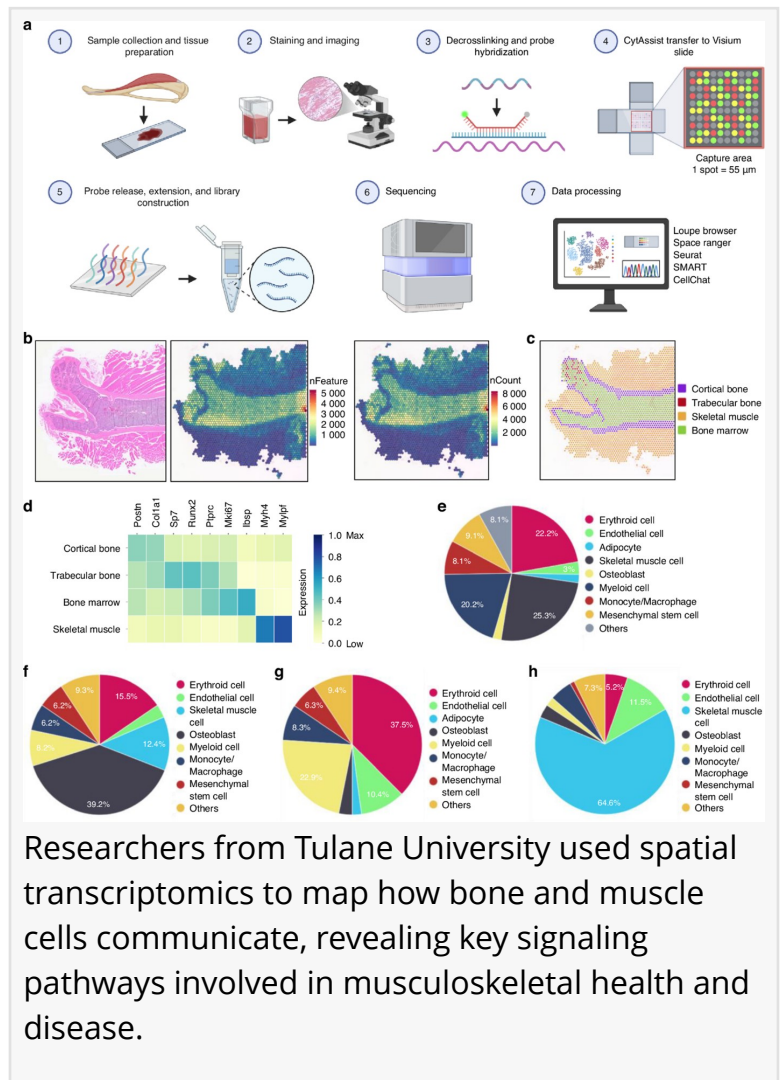 a
1 Sample collection and tissue
preparation
2 Staining and imaging
3 Decrosslinking and probe
hybridization
4 CytAssist transfer to Visium
slide
Capture area
1 spot = 55 µm
5 Probe release, extension, and library
construction
6 Sequencing
7 Data processing
Loupe browser
Space ranger
Seurat
SMART
CellChat
b
nFeature
5 000
4 000
3 000
2 000
1 000
nCount
8 000
6 000
4 000
2 000
c
Cortical bone
Trabecular bone
Skeletal muscle
Bone marrow
d
Postn
Col1a1
Sp7
Runx2
Ptprc
Mki67
Ibsp
Myh4
Mylpf
Cortical bone
Trabecular bone
Bone marrow
Skeletal muscle
1.0 Max
0.8
0.6
0.4
0.2
0.0 Low
Expression
e
22.2%
3%
25.3%
20.2%
8.1%
9.1%
8.1%
Erythroid cell
Endothelial cell
Adipocyte
Skeletal muscle cell
Osteoblast
Myeloid cell
Monocyte/Macrophage
Mesenchymal stem cell
Others
f
15.5%
12.4%
39.2%
8.2%
6.2%
6.2%
9.3%
Erythroid cell
Endothelial cell
Skeletal muscle
cell
Osteoblast
Myeloid cell
Monocyte/
Macrophage
Mesenchymal
stem cell
Others
g
37.5%
10.4%
22.9%
8.3%
6.3%
9.4%
Erythroid cell
Endothelial cell
Adipocyte
Osteoblast
Myeloid cell
Monocyte/
Macrophage
Mesenchymal
stem cell
Others
h
5.2%
11.5%
64.6%
7.3%
Erythroid cell
Endothelial cell
Skeletal muscle
cell
Osteoblast
Myeloid cell
Monocyte/
Macrophage
Mesenchymal
stem cell
Others
Researchers from Tulane University used spatial
transcriptomics to map how bone and muscle
cells communicate, revealing key signaling
pathways involved in musculoskeletal health and
disease.